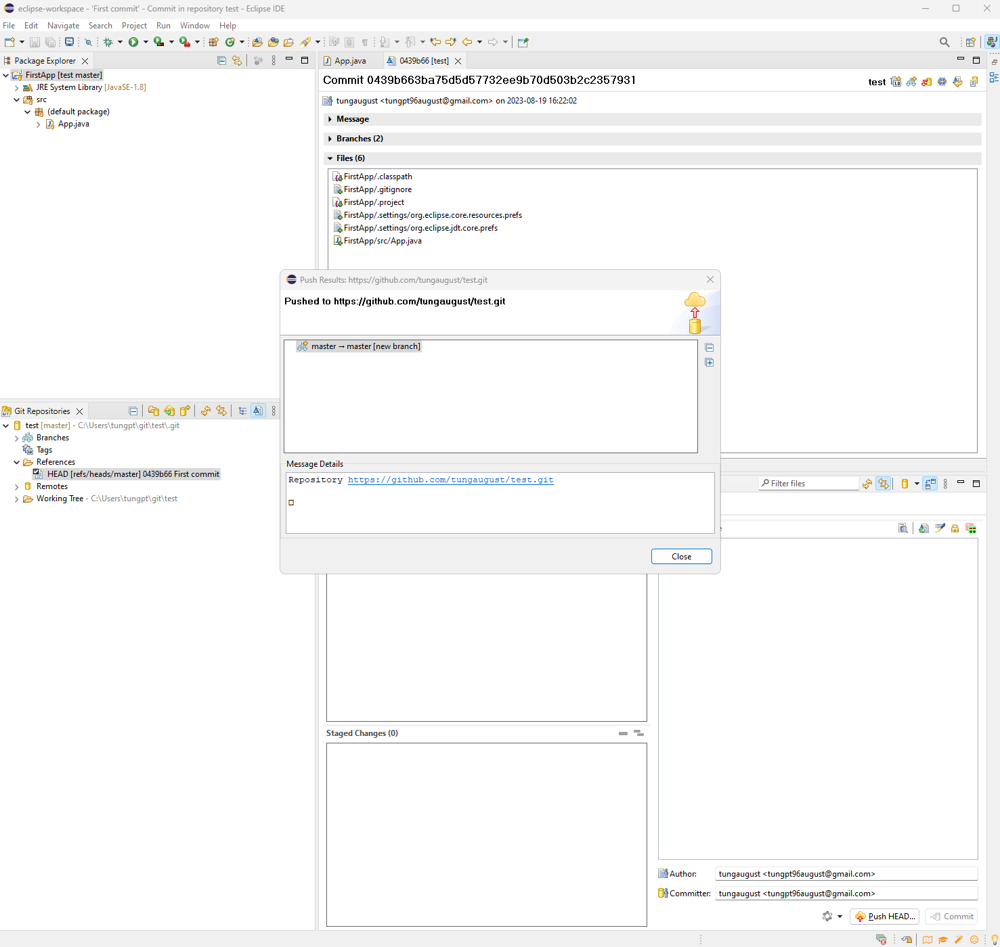 eclipse-workspace - 'First commit' - Commit in repository test - Eclipse IDE
File Edit Navigate Search Project Run Window Help
Package Explorer
FirstApp [test master]
JRE System Library [JavaSE-1.8]
src
(default package)
App.java
App.java
0439b66 [test]
Commit 0439b663ba75d5d57732ee9b70d503b2c2357931
test
tungaugust <tungpt96august@gmail.com> on 2023-08-19 16:22:02
Message
Branches (2)
Files (6)
FirstApp/.classpath
FirstApp/.gitignore
FirstApp/.project
FirstApp/.settings/org.eclipse.core.resources.prefs
FirstApp/.settings/org.eclipse.jdt.core.prefs
FirstApp/src/App.java
Push Results: https://github.com/tungaugust/test.git
Pushed to https://github.com/tungaugust/test.git
master → master [new branch]
Message Details
Repository https://github.com/tungaugust/test.git
Close
Git Repositories
test [master] - C:\Users\tungpt\git\test\.git
Branches
Tags
References
HEAD [refs/heads/master] 0439b66 First commit
Remotes
Working Tree - C:\Users\tungpt\git\test
Filter files
Staged Changes (0)
Author: tungaugust <tungpt96august@gmail.com>
Committer: tungaugust <tungpt96august@gmail.com>
Push HEAD...
Commit